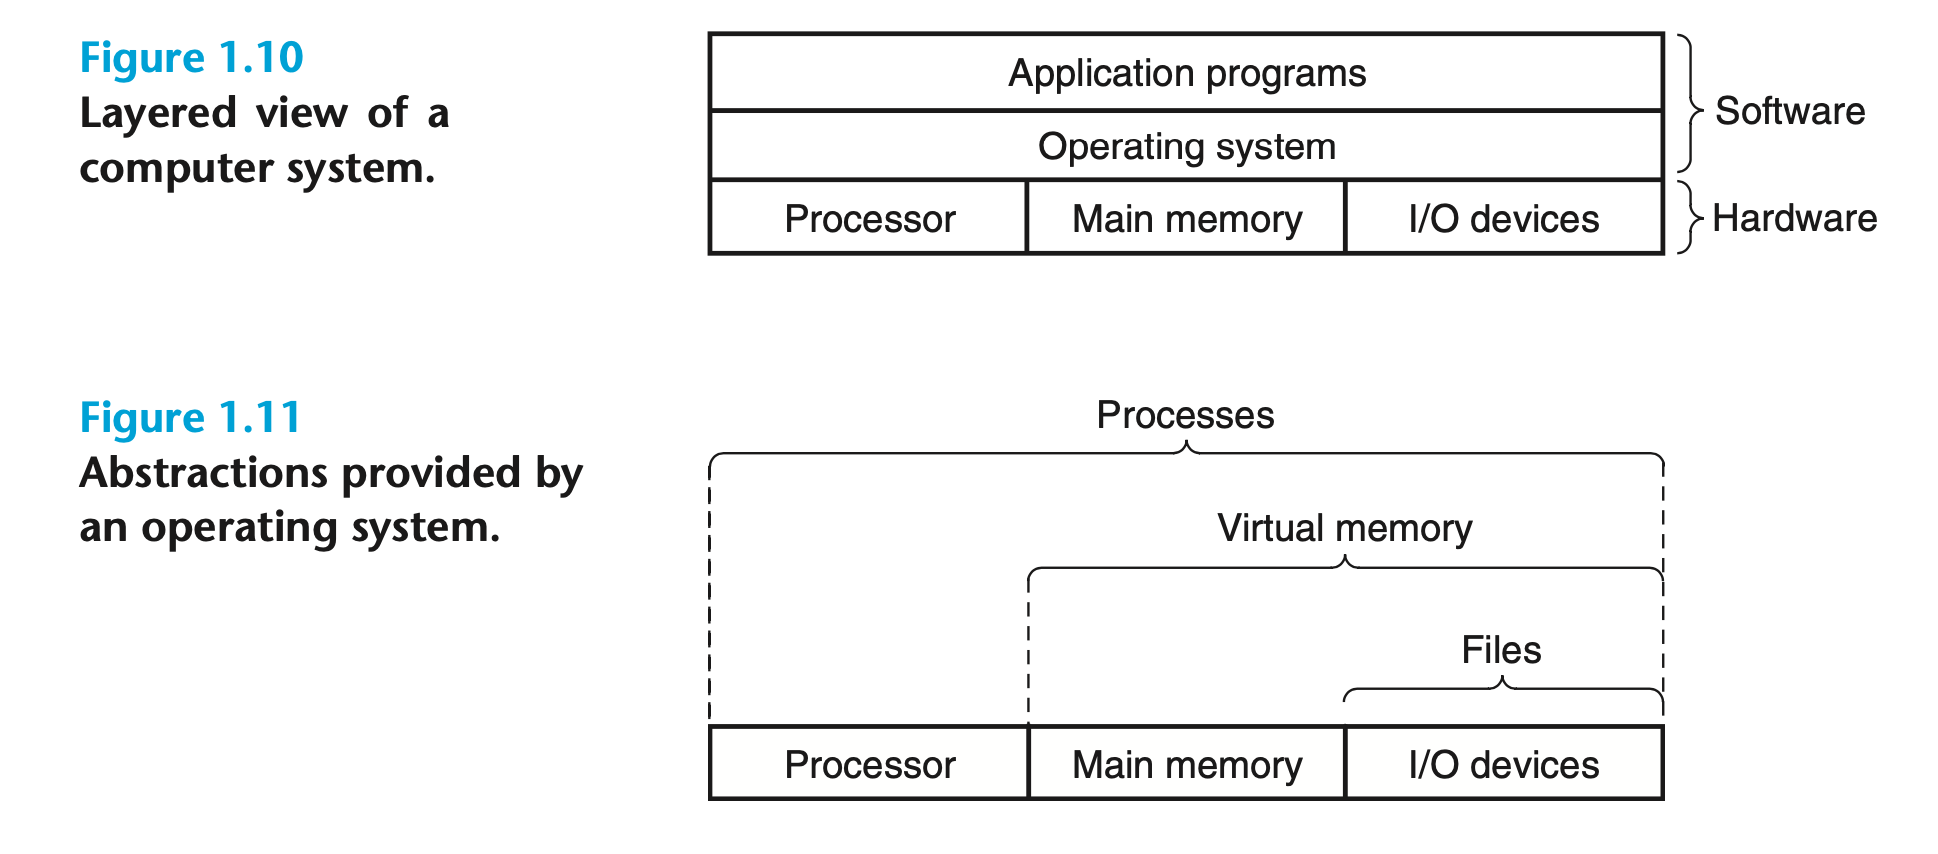 Figure 1.10
Layered view of a
computer system.
Application programs
Operating system
Processor
Main memory
I/O devices
Software
Hardware
Figure 1.11
Abstractions provided by
an operating system.
Processes
Virtual memory
Files
Processor
Main memory
I/O devices